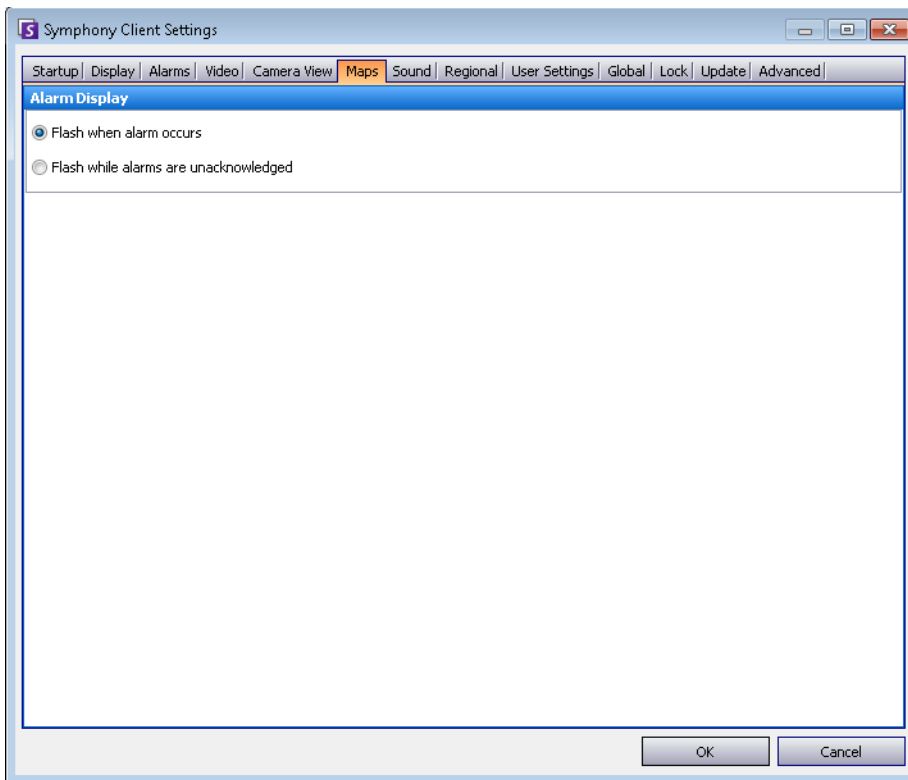 Symphony Client Settings
Startup Display Alarms Video Camera View Maps Sound Regional User Settings Global Lock Update Advanced
Alarm Display
Flash when alarm occurs
Flash while alarms are unacknowledged
OK Cancel